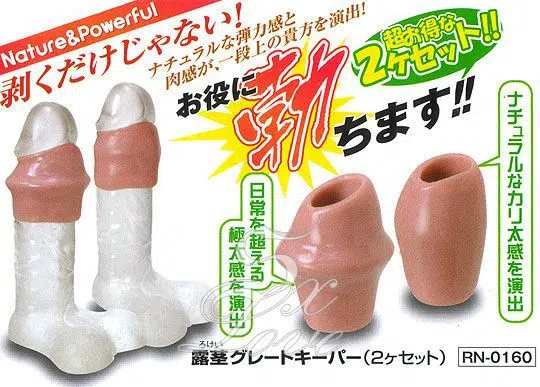 Nature&Powerful
剥くだけじゃない!
ナチュラルな弾力感と
肉感が、一段上の貴方を演出!
超お得な
2ヶセット!!
お役に勃ちます!!
ナチュラルなカリ太感を演出
日常を超える
極太感を演出
Sex
Love
ろけい
露茎グレートキーパー(2ヶセット)
RN-0160